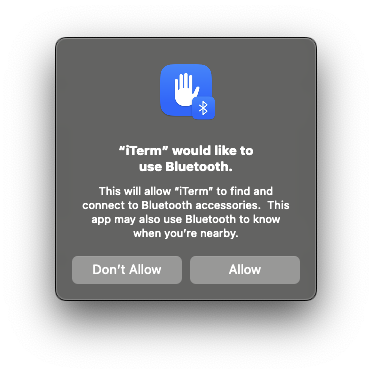 “iTerm” would like to
use Bluetooth.
This will allow “iTerm” to find and
connect to Bluetooth accessories.  This
app may also use Bluetooth to know
when you’re nearby.
Don’t Allow
Allow